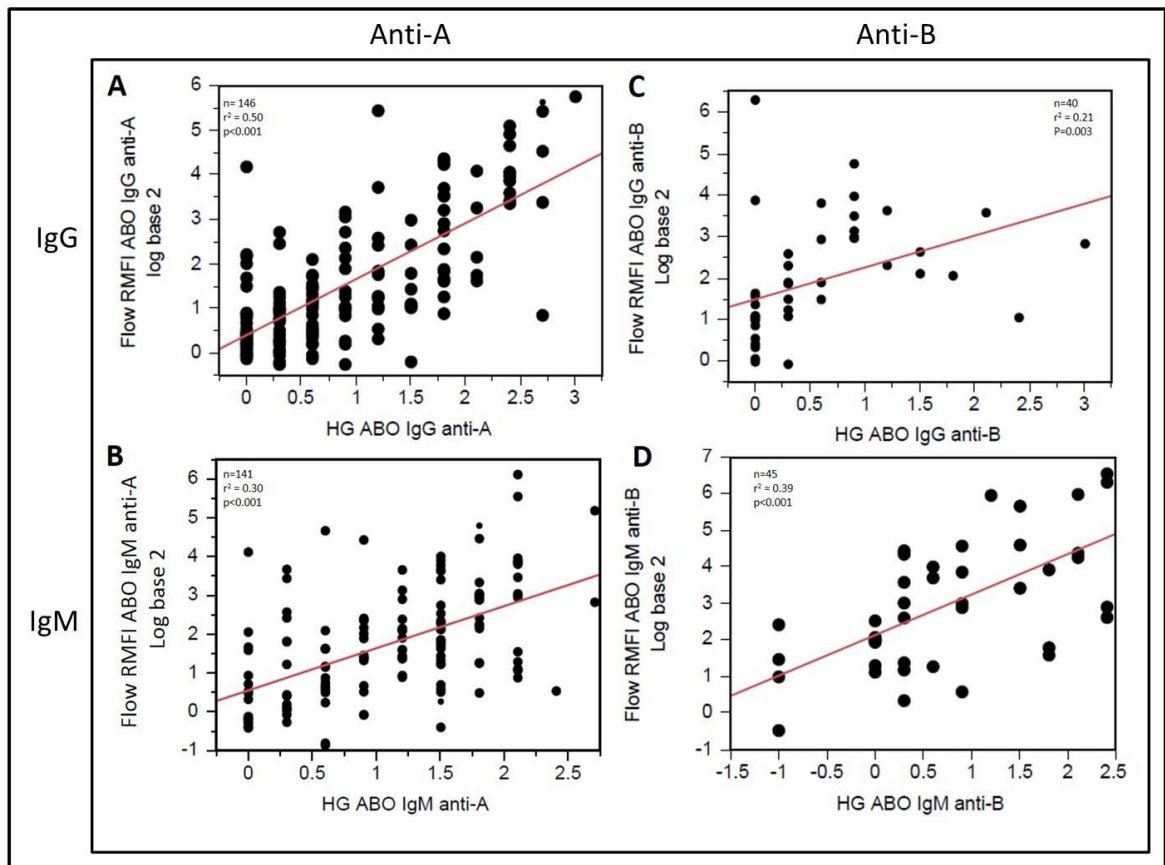 Anti-A
Anti-B
IgG
IgM
A
n= 146
r² = 0.50
p<0.001
Flow RMFI ABO IgG anti-A
log base 2
6
5
4
3
2
1
0
0 0.5 1 1.5 2 2.5 3
HG ABO IgG anti-A
C
n=40
r² = 0.21
P=0.003
Flow RMFI ABO IgG anti-B
Log base 2
6
5
4
3
2
1
0
0 0.5 1 1.5 2 2.5 3
HG ABO IgG anti-B
B
n=141
r² = 0.30
p<0.001
Flow RMFI ABO IgM anti-A
Log base 2
6
5
4
3
2
1
0
-1
0 0.5 1 1.5 2 2.5
HG ABO IgM anti-A
D
n=45
r² = 0.39
p<0.001
Flow RMFI ABO IgM anti-B
Log base 2
7
6
5
4
3
2
1
0
-1
-1.5 -1 -0.5 0 0.5 1 1.5 2 2.5
HG ABO IgM anti-B